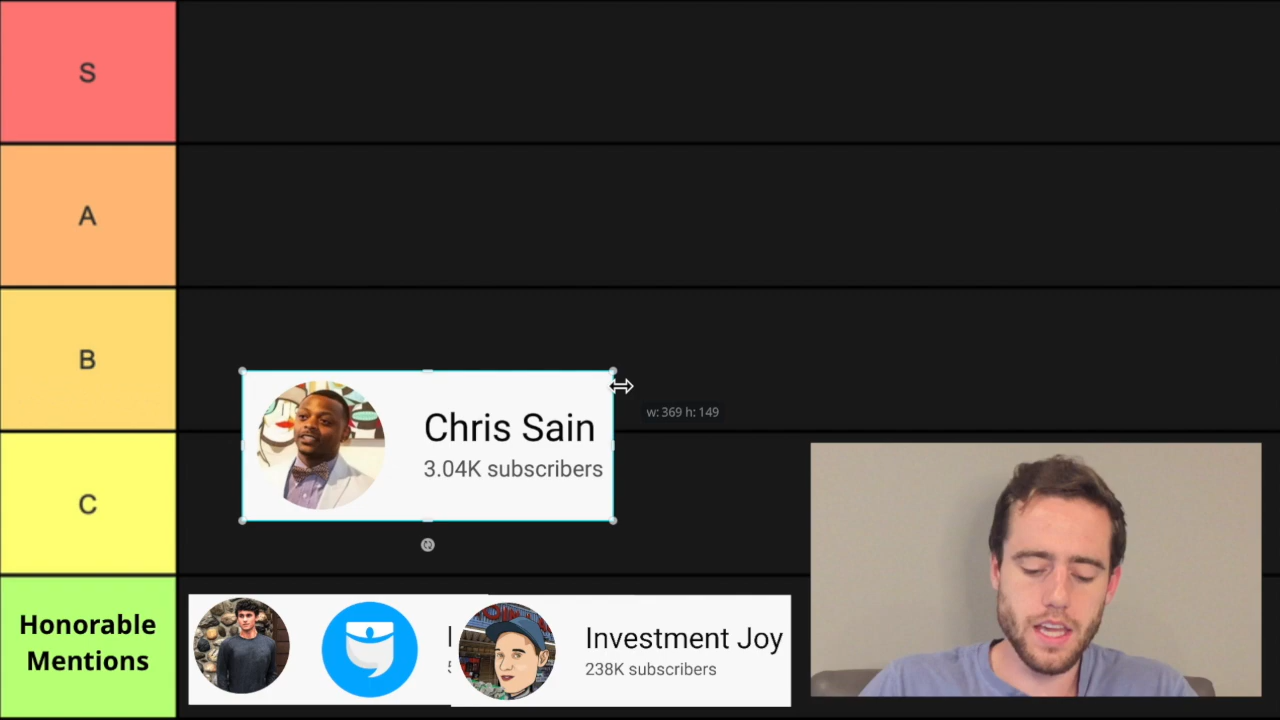 S
A
B
w: 369 h: 149
Chris Sain
3.04K subscribers
C
Honorable
Mentions
Investment Joy
238K subscribers